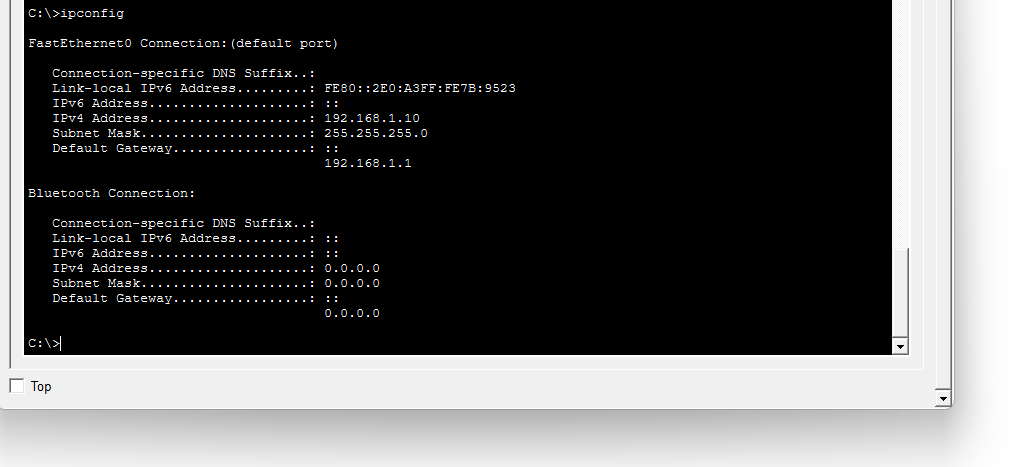 C:\>ipconfig
FastEthernet0 Connection:(default port)
Connection-specific DNS Suffix..:
Link-local IPv6 Address.........: FE80::2E0:A3FF:FE7B:9523
IPv6 Address....................: ::
IPv4 Address....................: 192.168.1.10
Subnet Mask.....................: 255.255.255.0
Default Gateway.................: ::
192.168.1.1
Bluetooth Connection:
Connection-specific DNS Suffix..:
Link-local IPv6 Address.........: ::
IPv6 Address....................: ::
IPv4 Address....................: 0.0.0.0
Subnet Mask.....................: 0.0.0.0
Default Gateway.................: ::
0.0.0.0
C:\>
Top